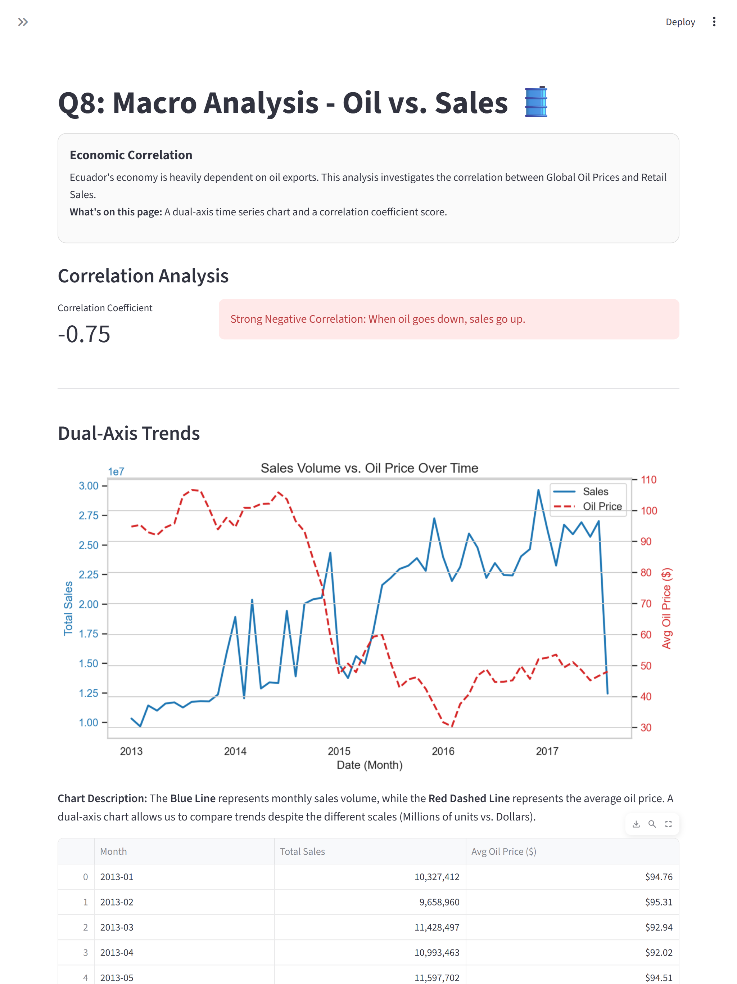 Deploy
Q8: Macro Analysis - Oil vs. Sales
Economic Correlation
Ecuador's economy is heavily dependent on oil exports. This analysis investigates the correlation between Global Oil Prices and Retail
Sales.
What's on this page: A dual-axis time series chart and a correlation coefficient score.
Correlation Analysis
Correlation Coefficient
-0.75
Strong Negative Correlation: When oil goes down, sales go up.
Dual-Axis Trends
Sales Volume vs. Oil Price Over Time
1e7
3.00
2.75
2.50
2.25
2.00
1.75
1.50
1.25
1.00
Total Sales
Sales
Oil Price
110
100
90
80
70
60
50
40
30
Avg Oil Price ($)
2013 2014 2015 2016 2017
Date (Month)
Chart Description: The Blue Line represents monthly sales volume, while the Red Dashed Line represents the average oil price. A
dual-axis chart allows us to compare trends despite the different scales (Millions of units vs. Dollars).
Month Total Sales Avg Oil Price ($)
0 2013-01 10,327,412 $94.76
1 2013-02 9,658,960 $95.31
2 2013-03 11,428,497 $92.94
3 2013-04 10,993,463 $92.02
4 2013-05 11,597,702 $94.51